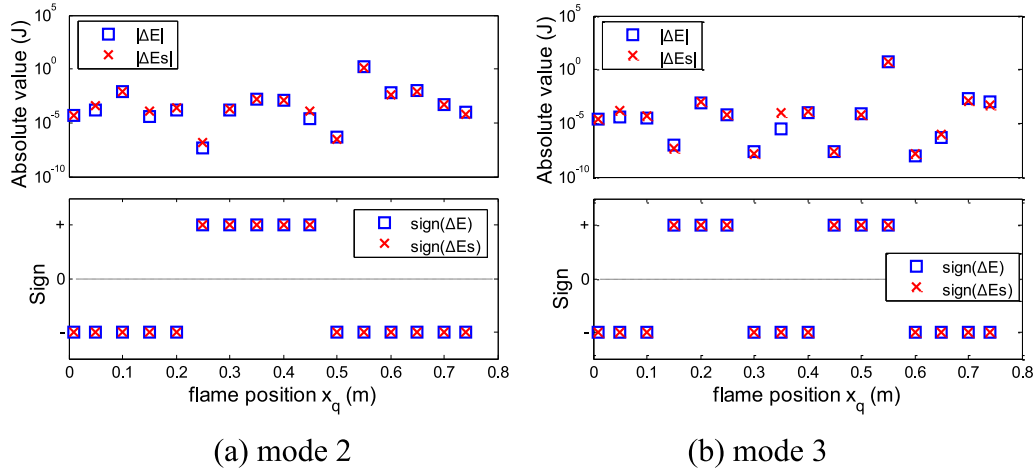 10^5
10^0
10^-5
10^-10
Absolute value (J)
|ΔE|
|ΔEs|
+
0
-
Sign
sign(ΔE)
sign(ΔEs)
0 0.1 0.2 0.3 0.4 0.5 0.6 0.7 0.8
flame position x_q (m)
(a) mode 2
10^5
10^0
10^-5
10^-10
Absolute value (J)
|ΔE|
|ΔEs|
+
0
-
Sign
sign(ΔE)
sign(ΔEs)
0 0.1 0.2 0.3 0.4 0.5 0.6 0.7 0.8
flame position x_q (m)
(b) mode 3